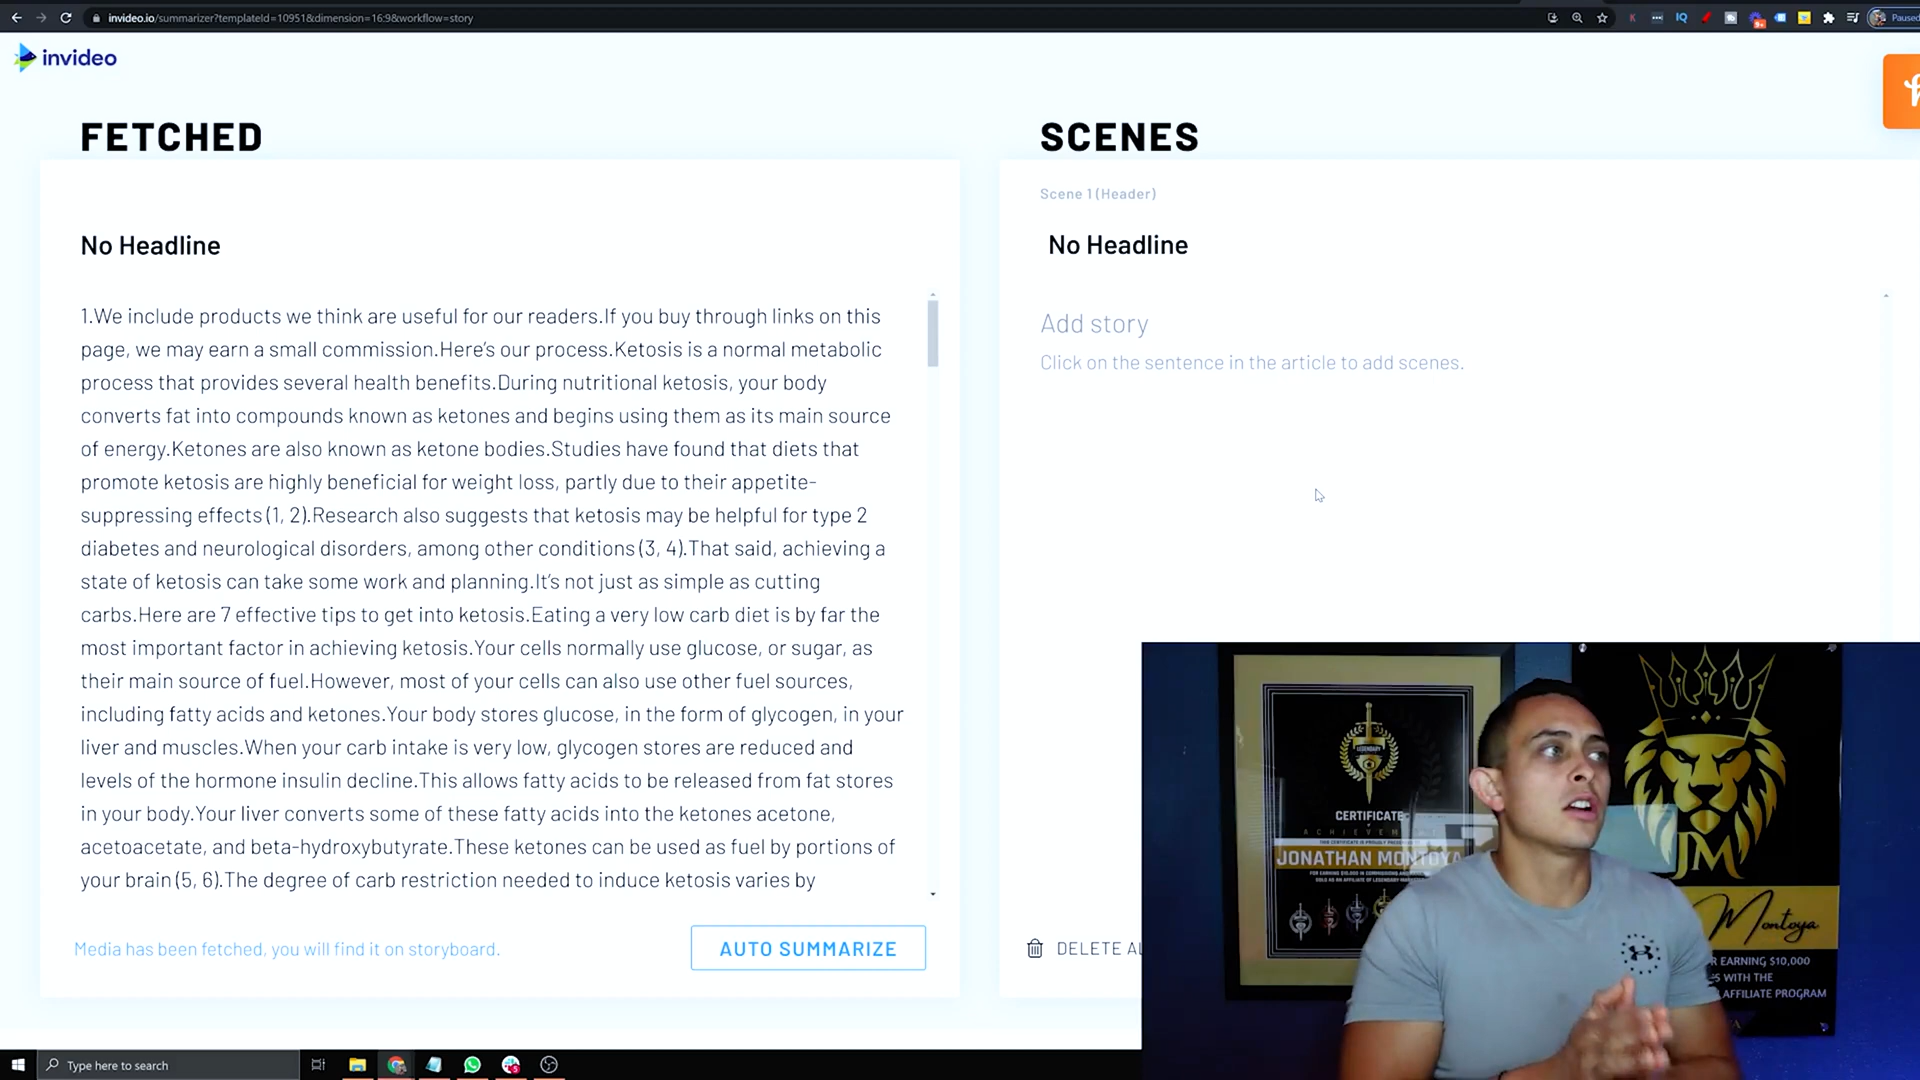 invideo.io/summarizer?templateId=10951&dimension=16:9&workflow=story
Paused
invideo
FETCHED
SCENES
Scene 1 (Header)
No Headline
No Headline
1.We include products we think are useful for our readers.If you buy through links on this
page, we may earn a small commission.Here's our process.Ketosis is a normal metabolic
process that provides several health benefits.During nutritional ketosis, your body
converts fat into compounds known as ketones and begins using them as its main source
of energy.Ketones are also known as ketone bodies.Studies have found that diets that
promote ketosis are highly beneficial for weight loss, partly due to their appetite-
suppressing effects (1, 2).Research also suggests that ketosis may be helpful for type 2
diabetes and neurological disorders, among other conditions (3, 4).That said, achieving a
state of ketosis can take some work and planning.It's not just as simple as cutting
carbs.Here are 7 effective tips to get into ketosis.Eating a very low carb diet is by far the
most important factor in achieving ketosis.Your cells normally use glucose, or sugar, as
their main source of fuel.However, most of your cells can also use other fuel sources,
including fatty acids and ketones.Your body stores glucose, in the form of glycogen, in your
liver and muscles.When your carb intake is very low, glycogen stores are reduced and
levels of the hormone insulin decline.This allows fatty acids to be released from fat stores
in your body.Your liver converts some of these fatty acids into the ketones acetone,
acetoacetate, and beta-hydroxybutyrate.These ketones can be used as fuel by portions of
your brain (5, 6).The degree of carb restriction needed to induce ketosis varies by
Add story
Click on the sentence in the article to add scenes.
Media has been fetched, you will find it on storyboard.
AUTO SUMMARIZE
DELETE AL
LEGENDARY
CERTIFICATE
JONATHAN MONTOYA
JM
Montoya
R EARNING $10,000
S WITH THE
AFFILIATE PROGRAM
Type here to search